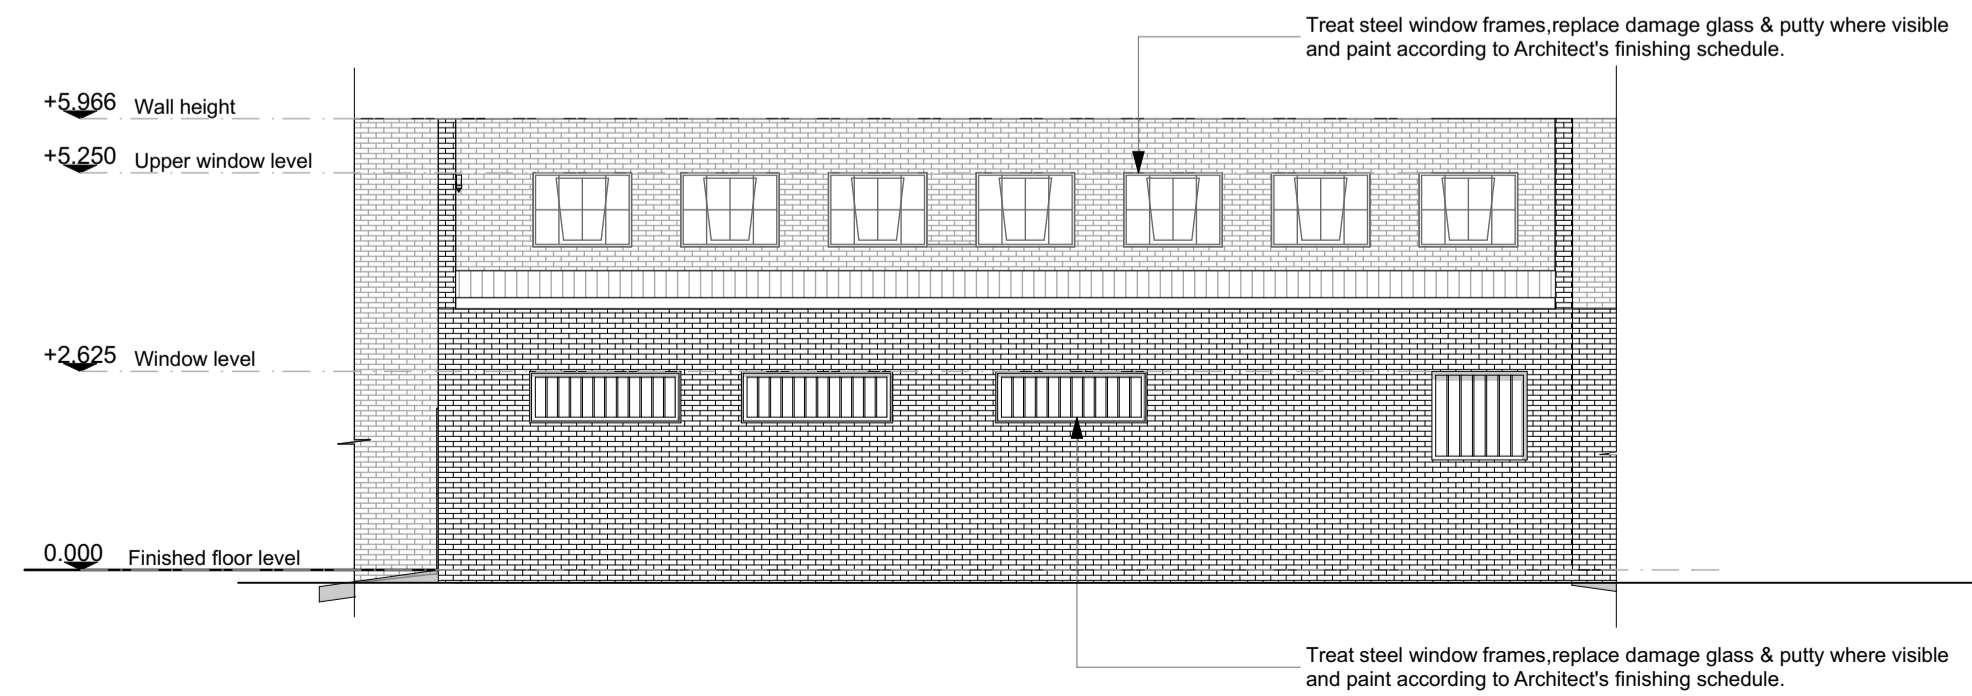 Treat steel window frames,replace damage glass & putty where visible
and paint according to Architect's finishing schedule.
+5.966 Wall height
+5.250 Upper window level
+2.625 Window level
0.000 Finished floor level
Treat steel window frames,replace damage glass & putty where visible
and paint according to Architect's finishing schedule.